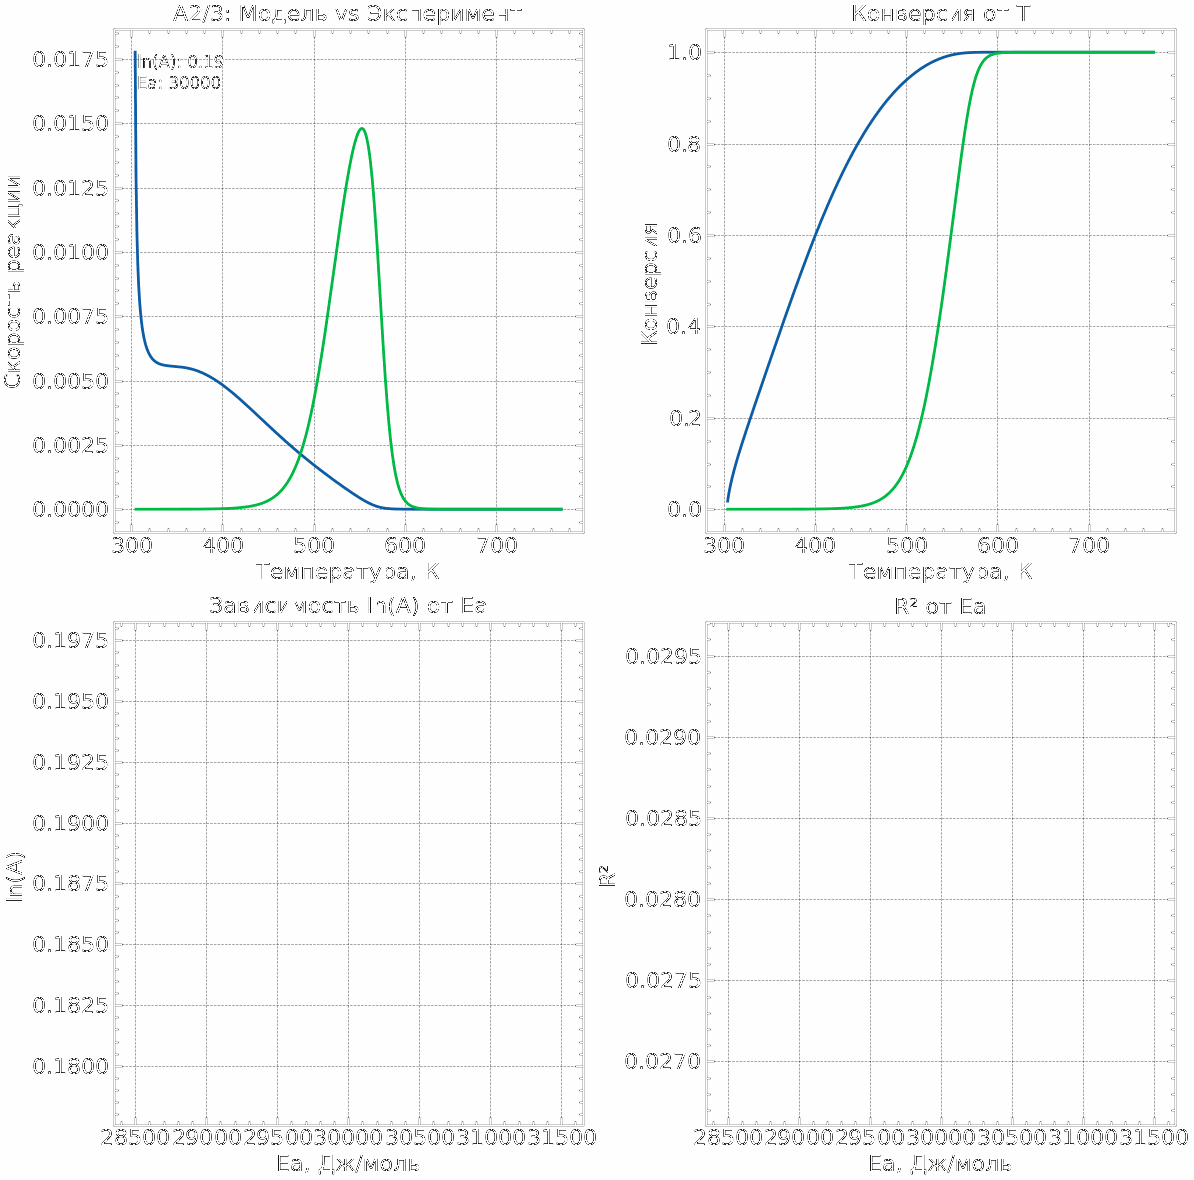 A2/3: Модель vs Эксперимент
ln(A): 0.19
Ea: 30000
0.0175
0.0150
0.0125
0.0100
0.0075
0.0050
0.0025
0.0000
Скорость реакции
300 400 500 600 700
Температура, К
Конверсия от Т
1.0
0.8
0.6
0.4
0.2
0.0
Конверсия
300 400 500 600 700
Температура, К
Зависимость ln(A) от Ea
0.1975
0.1950
0.1925
0.1900
0.1875
0.1850
0.1825
0.1800
ln(A)
28500 29000 29500 30000 30500 31000 31500
Ea, Дж/моль
R² от Ea
0.0295
0.0290
0.0285
0.0280
0.0275
0.0270
R²
28500 29000 29500 30000 30500 31000 31500
Ea, Дж/моль